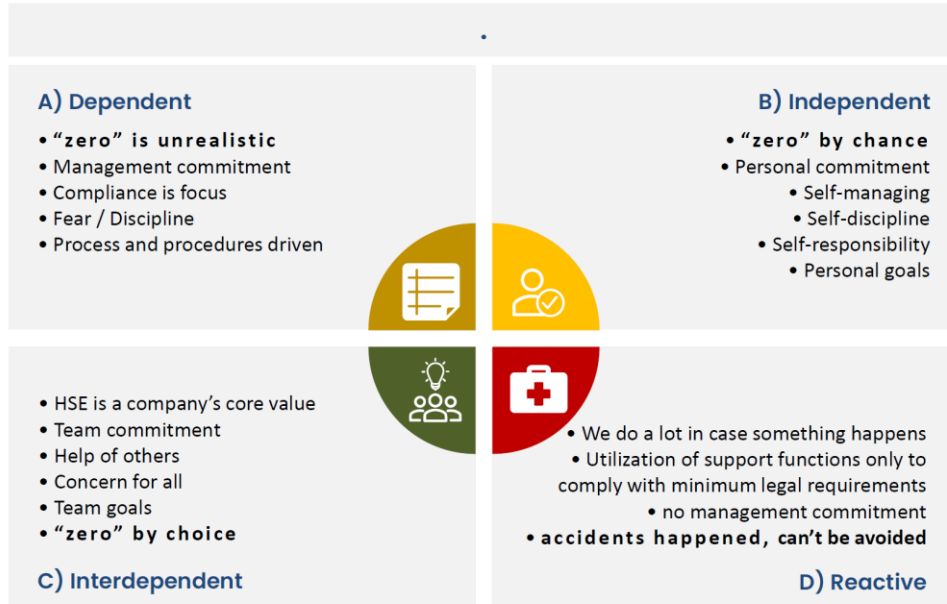 A) Dependent
• “zero” is unrealistic
• Management commitment
• Compliance is focus
• Fear / Discipline
• Process and procedures driven
B) Independent
• “zero” by chance
• Personal commitment
• Self-managing
• Self-discipline
• Self-responsibility
• Personal goals
• HSE is a company’s core value
• Team commitment
• Help of others
• Concern for all
• Team goals
• “zero” by choice
C) Interdependent
• We do a lot in case something happens
• Utilization of support functions only to
comply with minimum legal requirements
• no management commitment
• accidents happened, can’t be avoided
D) Reactive